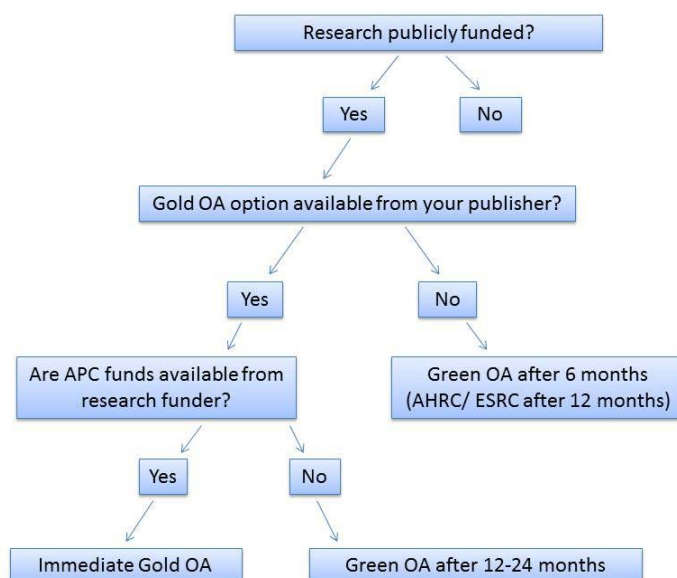 Research publicly funded?
Yes
No
Gold OA option available from your publisher?
Yes
No
Are APC funds available from
research funder?
Green OA after 6 months
(AHRC/ ESRC after 12 months)
Yes
No
Immediate Gold OA
Green OA after 12-24 months